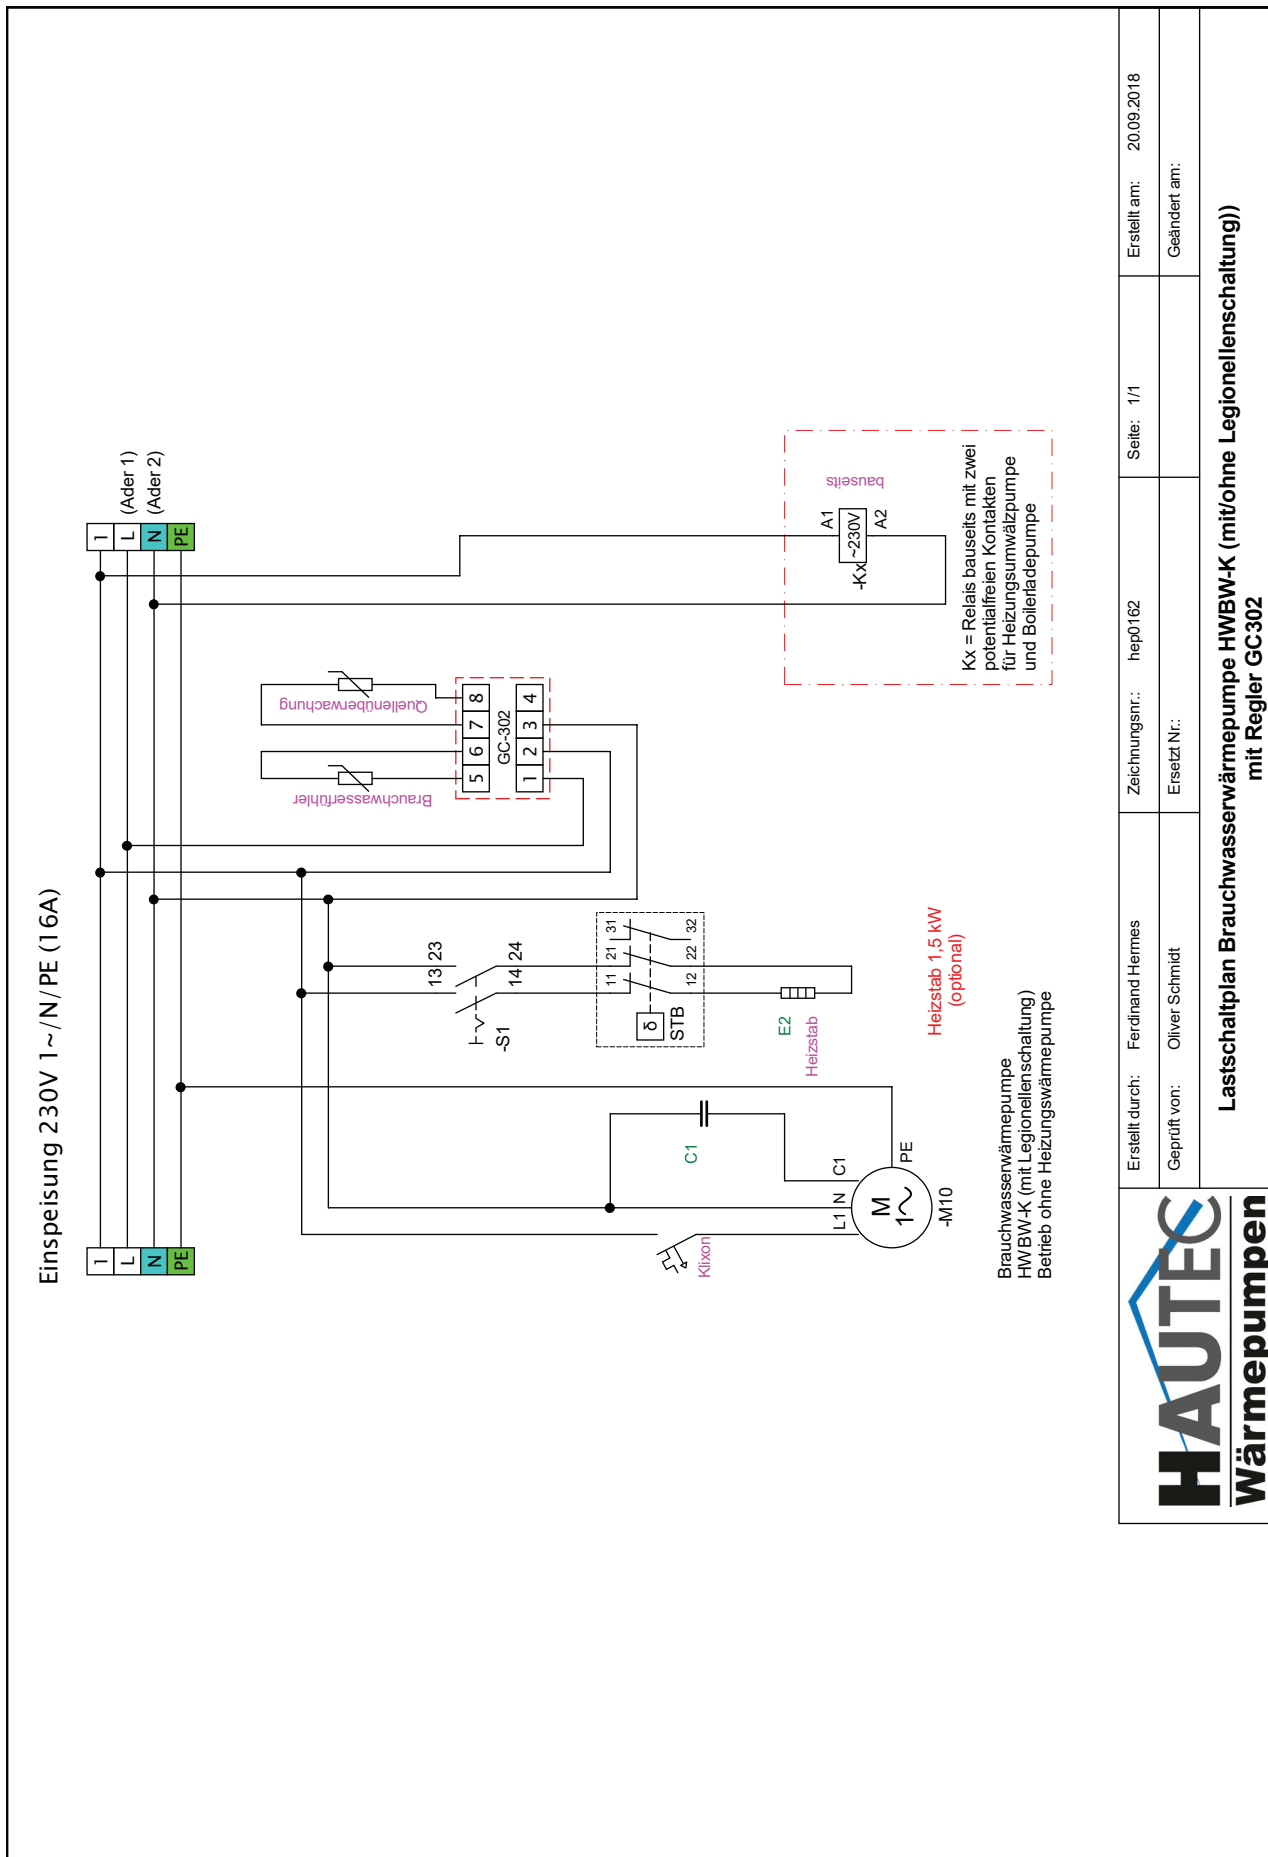 Einspeisung 230V 1~/N/PE (16A)
1
L
N
PE
1
L
N
PE
(Ader 1)
(Ader 2)
Brauchwasserfühler
Quellenüberwachung
5 6 7 8
GC-302
1 2 3 4
13 23
14 24
-S1
11 21 31
12 22 32
δ
STB
E2
Heizstab
Heizstab 1,5 kW
(optional)
C1
Klixon
L1 N C1
M
1~
PE
-M10
A1
-Kx ~230V
A2
bauseits
Kx = Relais bauseits mit zwei
potentialfreien Kontakten
für Heizungsumwälzpumpe
und Boilerladepumpe
Brauchwasserwärmepumpe
HWBW-K (mit Legionellenschaltung)
Betrieb ohne Heizungswärmepumpe
HAUTEC
Wärmepumpen
Erstellt durch: Ferdinand Hermes
Zeichnungsnr.: hep0162
Seite: 1/1
Erstellt am: 20.09.2018
Geprüft von: Oliver Schmidt
Ersetzt Nr.:
Geändert am:
Lastschaltplan Brauchwasserwärmepumpe HWBW-K (mit/ohne Legionellenschaltung))
mit Regler GC302